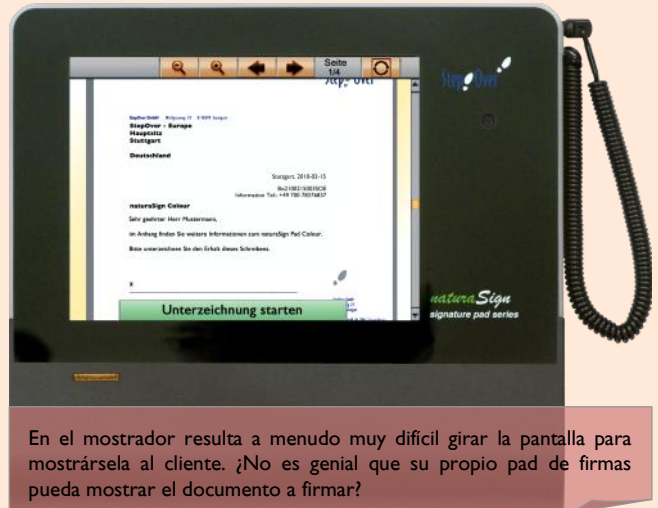 Seite
1/4
StepOver
StepOver - Europe
Hauptsitz
Stuttgart
Deutschland
Stuttgart, 2010-03-15
naturaSign Colour
Sehr geehrter Herr Mustermann,
im Anhang finden Sie weitere Informationen zum naturaSign Pad Colour.
Bitte unterzeichnen Sie den Erhalt dieses Schreibens.
X
Unterzeichnung starten
naturaSign
signature pad series
En el mostrador resulta a menudo muy difícil girar la pantalla para
mostrársela al cliente. ¿No es genial que su propio pad de firmas
pueda mostrar el documento a firmar?